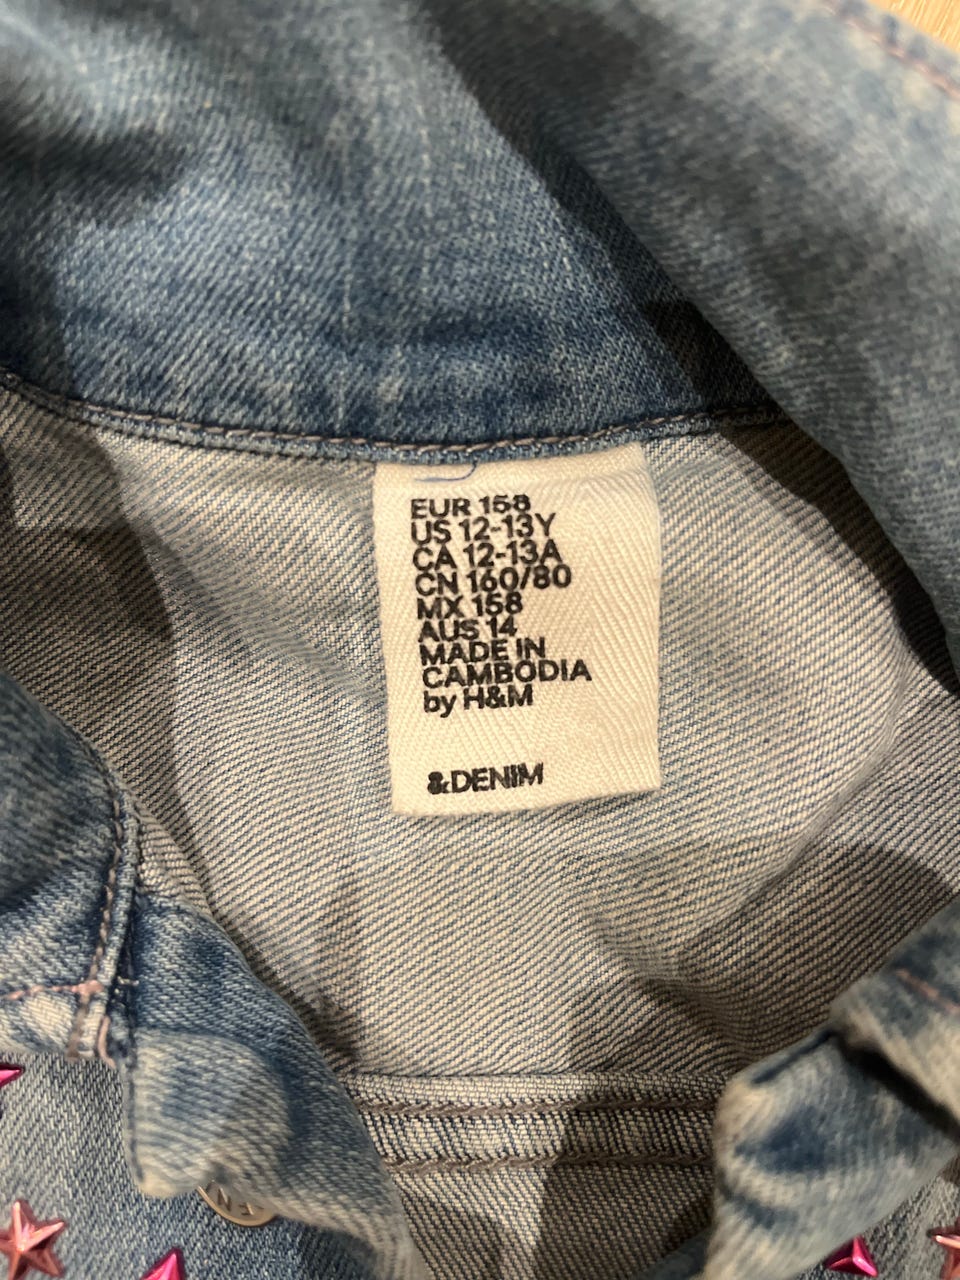 EUR 158
US 12-13Y
CA 12-13A
CN 160/80
MX 158
AUS 14
MADE IN
CAMBODIA
by H&M
&DENIM